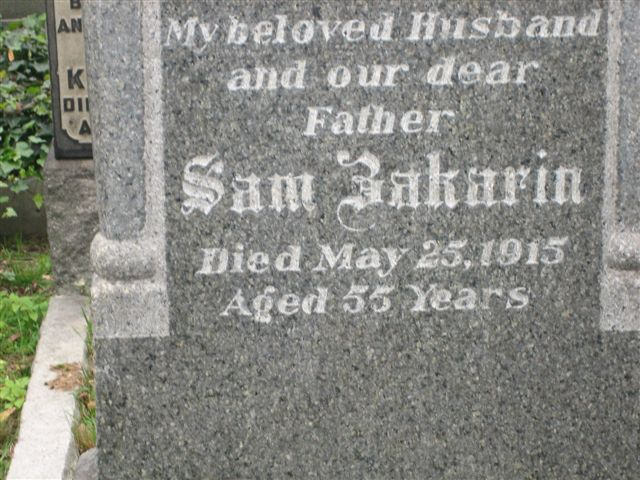 My beloved Husband
and our dear
Father
Sam Zakarin
Died May 25, 1915
Aged 55 Years